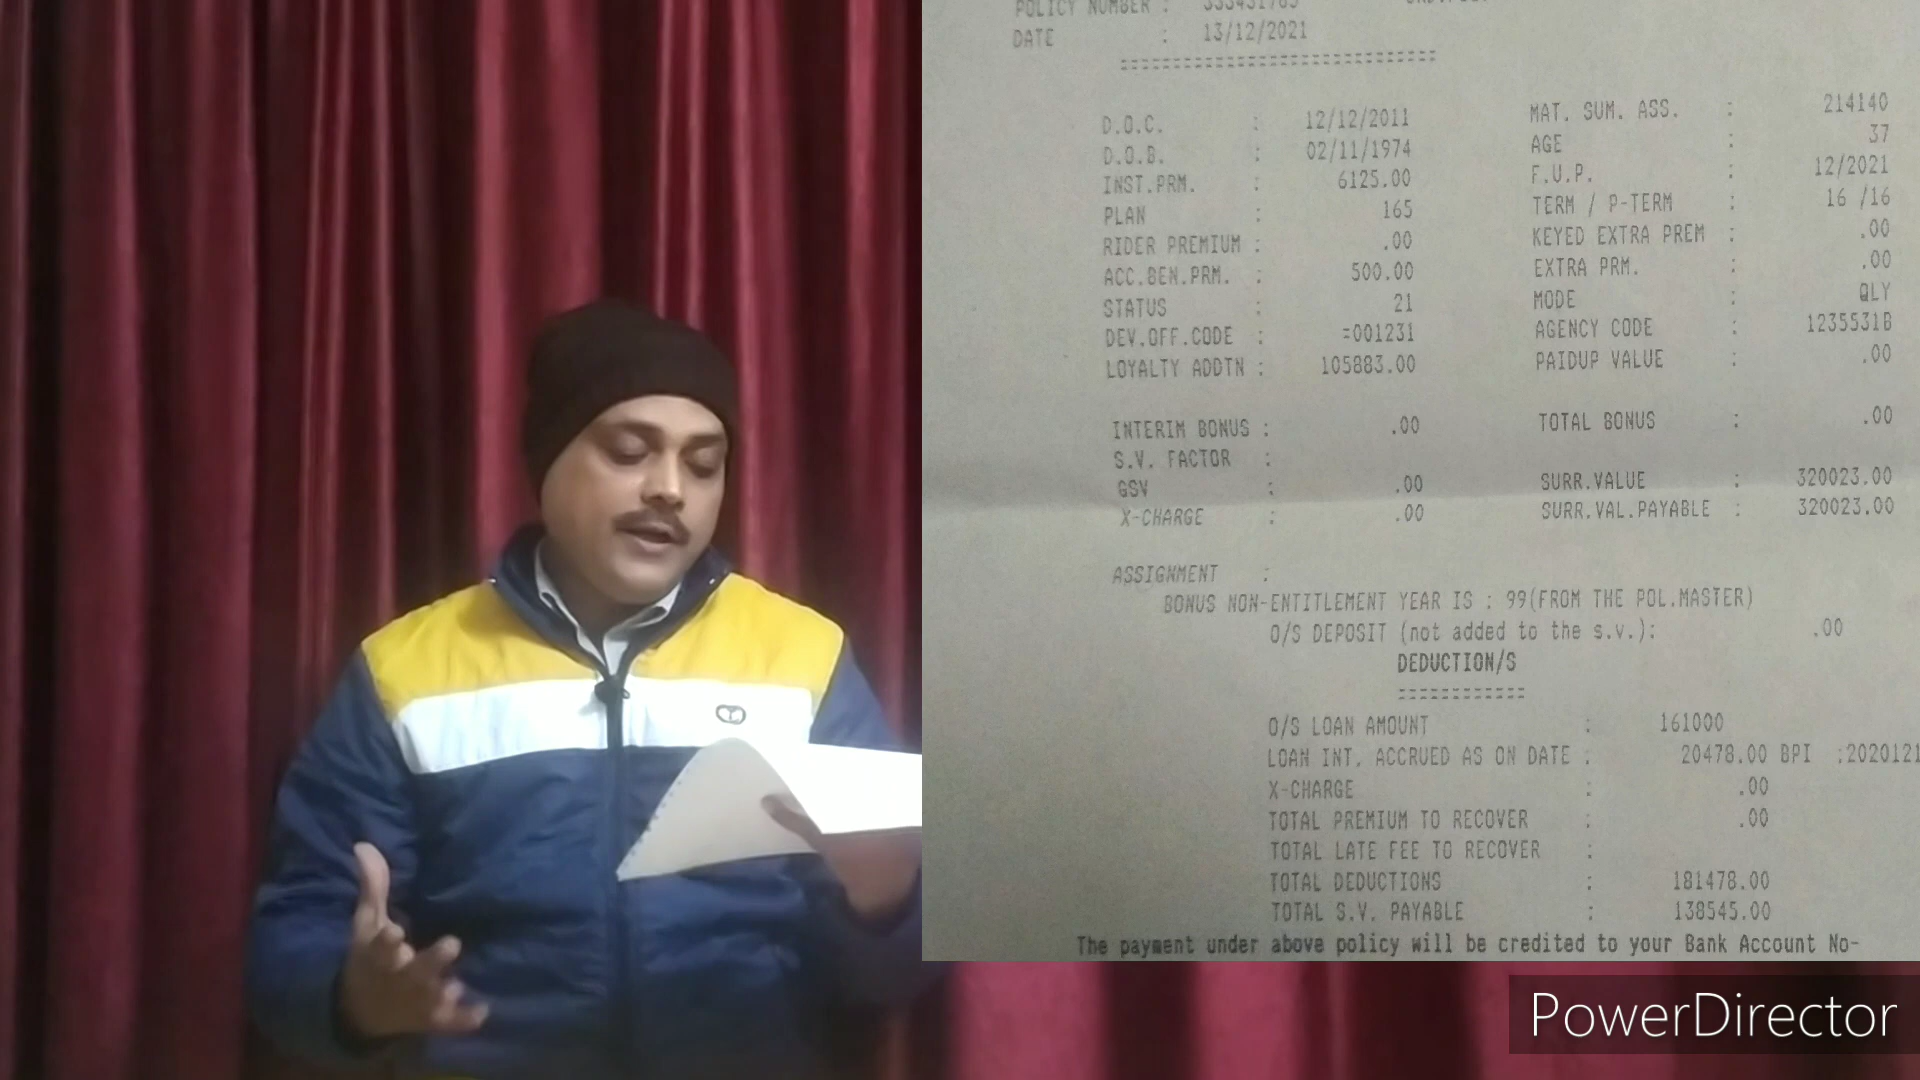 POLICY NUMBER :
DATE : 13/12/2021
==============================
D.O.C. : 12/12/2011 MAT. SUM. ASS. : 214140
D.O.B. : 02/11/1974 AGE : 37
INST.PRM. : 6125.00 F.U.P. : 12/2021
PLAN : 165 TERM / P-TERM : 16 /16
RIDER PREMIUM : .00 KEYED EXTRA PREM : .00
ACC.BEN.PRM. : 500.00 EXTRA PRM. : .00
STATUS : 21 MODE : QLY
DEV.OFF.CODE : =001231 AGENCY CODE : 1235531B
LOYALTY ADDTN : 105883.00 PAIDUP VALUE : .00
INTERIM BONUS : .00 TOTAL BONUS : .00
S.V. FACTOR :
GSV : .00 SURR.VALUE : 320023.00
X-CHARGE : .00 SURR.VAL.PAYABLE : 320023.00
ASSIGNMENT :
BONUS NON-ENTITLEMENT YEAR IS : 99(FROM THE POL.MASTER)
O/S DEPOSIT (not added to the s.v.): .00
DEDUCTION/S
============
O/S LOAN AMOUNT : 161000
LOAN INT. ACCRUED AS ON DATE : 20478.00 BPI :2020121
X-CHARGE : .00
TOTAL PREMIUM TO RECOVER : .00
TOTAL LATE FEE TO RECOVER :
TOTAL DEDUCTIONS : 181478.00
TOTAL S.V. PAYABLE : 138545.00
The payment under above policy will be credited to your Bank Account No-
PowerDirector